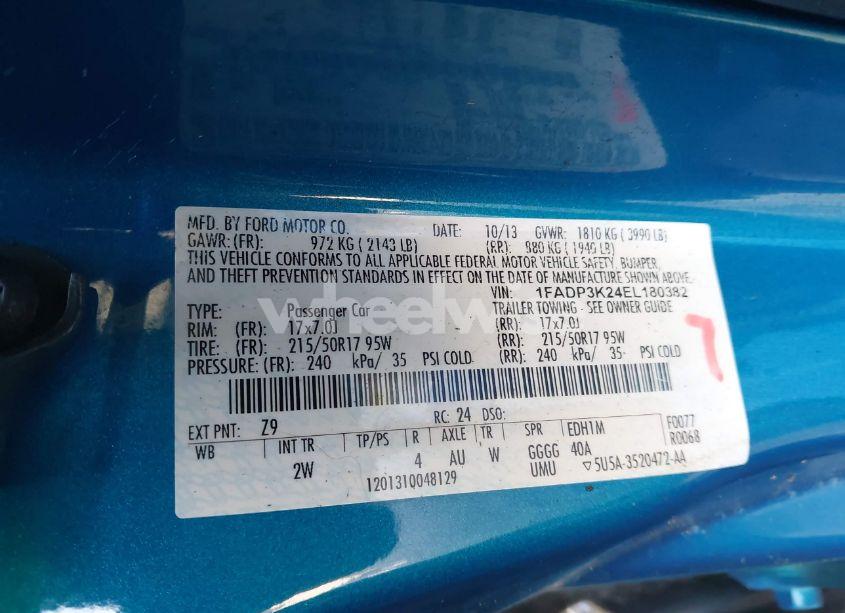 MFD. BY FORD MOTOR CO. DATE: 10/13 GVWR: 1810 KG ( 3990 LB)
GAWR: (FR): 972 KG ( 2143 LB) (RR): 880 KG ( 1940 LB)
THIS VEHICLE CONFORMS TO ALL APPLICABLE FEDERAL MOTOR VEHICLE SAFETY, BUMPER,
AND THEFT PREVENTION STANDARDS IN EFFECT ON THE DATE OF MANUFACTURE SHOWN ABOVE.
VIN: 1FADP3K24EL180382
TYPE: Passenger Car TRAILER TOWING - SEE OWNER GUIDE
RIM: (FR): 17x7.0J (RR): 17x7.0J
TIRE: (FR): 215/50R17 95W (RR): 215/50R17 95W
PRESSURE: (FR): 240 kPa/ 35 PSI COLD (RR): 240 kPa/ 35 PSI COLD
7
RC: 24 DSO:
EXT PNT: Z9 F0077
WB INT TR TP/PS R AXLE TR SPR EDH1M R0068
2W 4 AU W GGGG 40A
UMU
1201310048129 ▽5U5A-3520472-AA